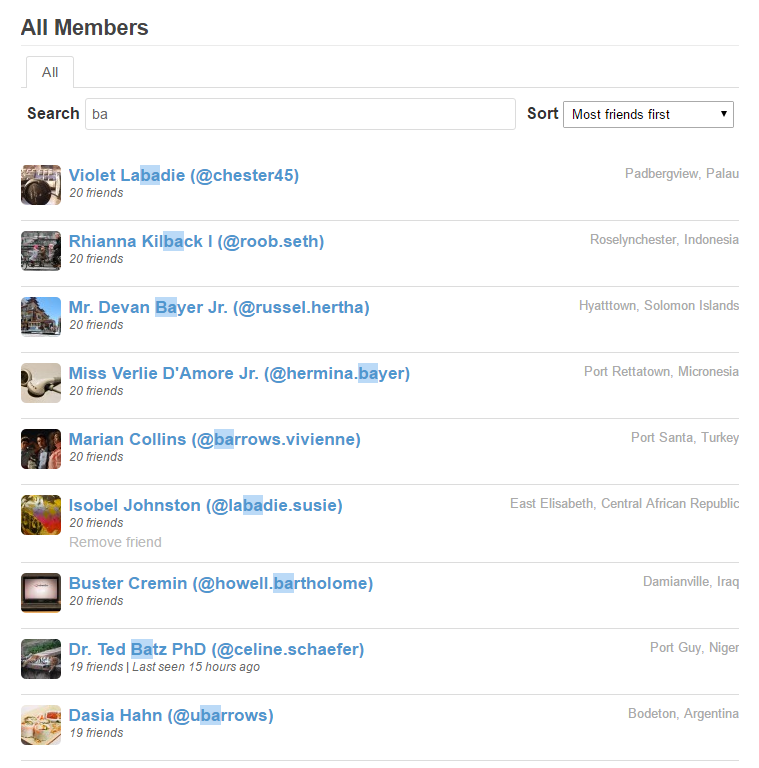 All Members
All
Search ba Sort Most friends first
Violet Labadie (@chester45) Padbergview, Palau
20 friends
Rhianna Kilback I (@roob.seth) Roselynchester, Indonesia
20 friends
Mr. Devan Bayer Jr. (@russel.hertha) Hyatttown, Solomon Islands
20 friends
Miss Verlie D'Amore Jr. (@hermina.bayer) Port Rettatown, Micronesia
20 friends
Marian Collins (@barrows.vivienne) Port Santa, Turkey
20 friends
Isobel Johnston (@labadie.susie) East Elisabeth, Central African Republic
20 friends
Remove friend
Buster Cremin (@howell.bartholome) Damianville, Iraq
20 friends
Dr. Ted Batz PhD (@celine.schaefer) Port Guy, Niger
19 friends | Last seen 15 hours ago
Dasia Hahn (@ubarrows) Bodeton, Argentina
19 friends